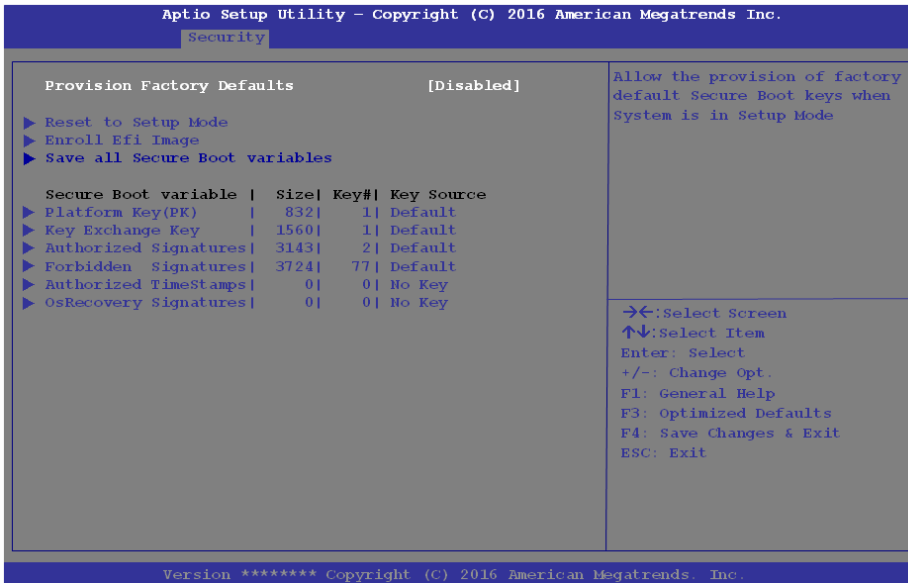 Aptio Setup Utility – Copyright (C) 2016 American Megatrends Inc.
Security
Provision Factory Defaults [Disabled]
▶ Reset to Setup Mode
▶ Enroll Efi Image
▶ Save all Secure Boot variables
Secure Boot variable | Size| Key#| Key Source
▶ Platform Key(PK) | 832| 1| Default
▶ Key Exchange Key | 1560| 1| Default
▶ Authorized Signatures| 3143| 2| Default
▶ Forbidden Signatures| 3724| 77| Default
▶ Authorized TimeStamps| 0| 0| No Key
▶ OsRecovery Signatures| 0| 0| No Key
Allow the provision of factory
default Secure Boot keys when
System is in Setup Mode
→←:Select Screen
↑↓:Select Item
Enter: Select
+/-: Change Opt.
F1: General Help
F3: Optimized Defaults
F4: Save Changes & Exit
ESC: Exit
Version ******** Copyright (C) 2016 American Megatrends. Inc.